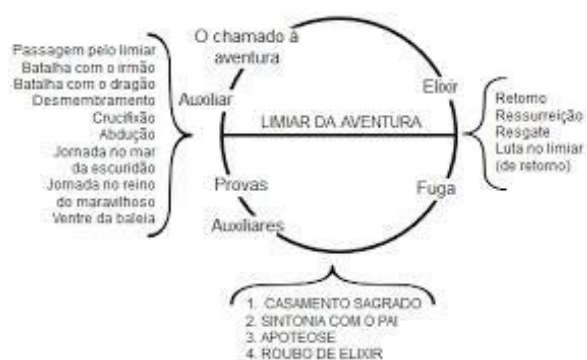 Passagem pelo limiar
Batalha com o irmão
Batalha com o dragão
Desmembramento
Crucifixão
Abdução
Jornada no mar
da escuridão
Jornada no reino
do maravilhoso
Ventre da baleia
O chamado à
aventura
Auxiliar
Elixir
LIMIAR DA AVENTURA
Retorno
Ressurreição
Resgate
Luta no limiar
(de retorno)
Provas
Auxiliares
Fuga
1. CASAMENTO SAGRADO
2. SINTONIA COM O PAI
3. APOTEOSE
4. ROUBO DE ELIXIR